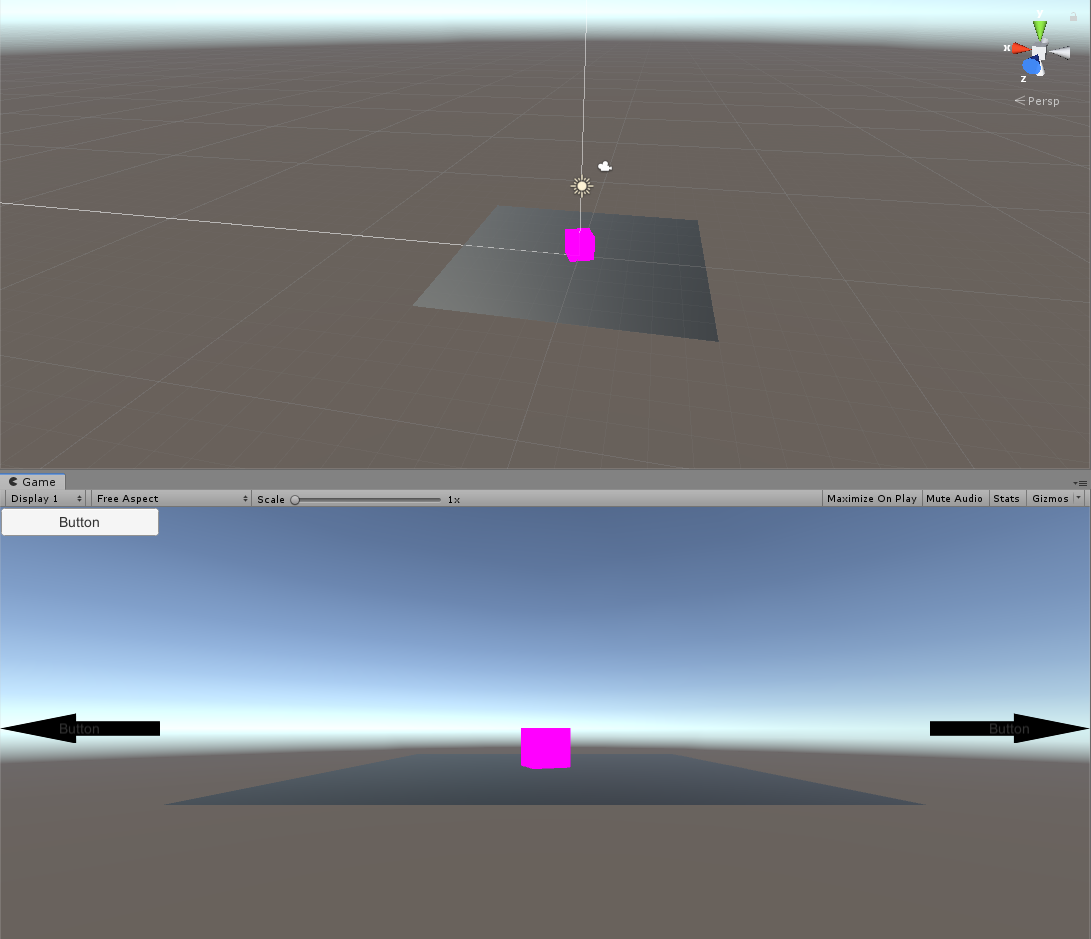 y
x
z
Persp
Game
Display 1 Free Aspect Scale 1x Maximize On Play Mute Audio Stats Gizmos
Button
Button Button